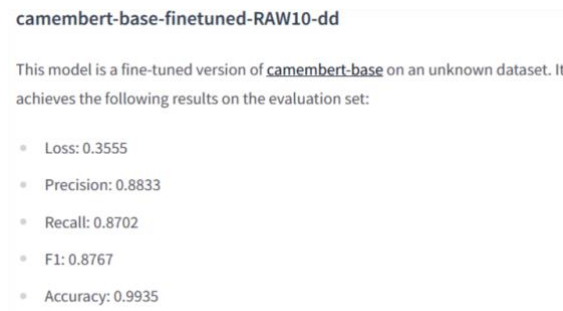 camembert-base-finetuned-RAW10-dd
This model is a fine-tuned version of camembert-base on an unknown dataset. It
achieves the following results on the evaluation set:
Loss: 0.3555
Precision: 0.8833
Recall: 0.8702
F1: 0.8767
Accuracy: 0.9935